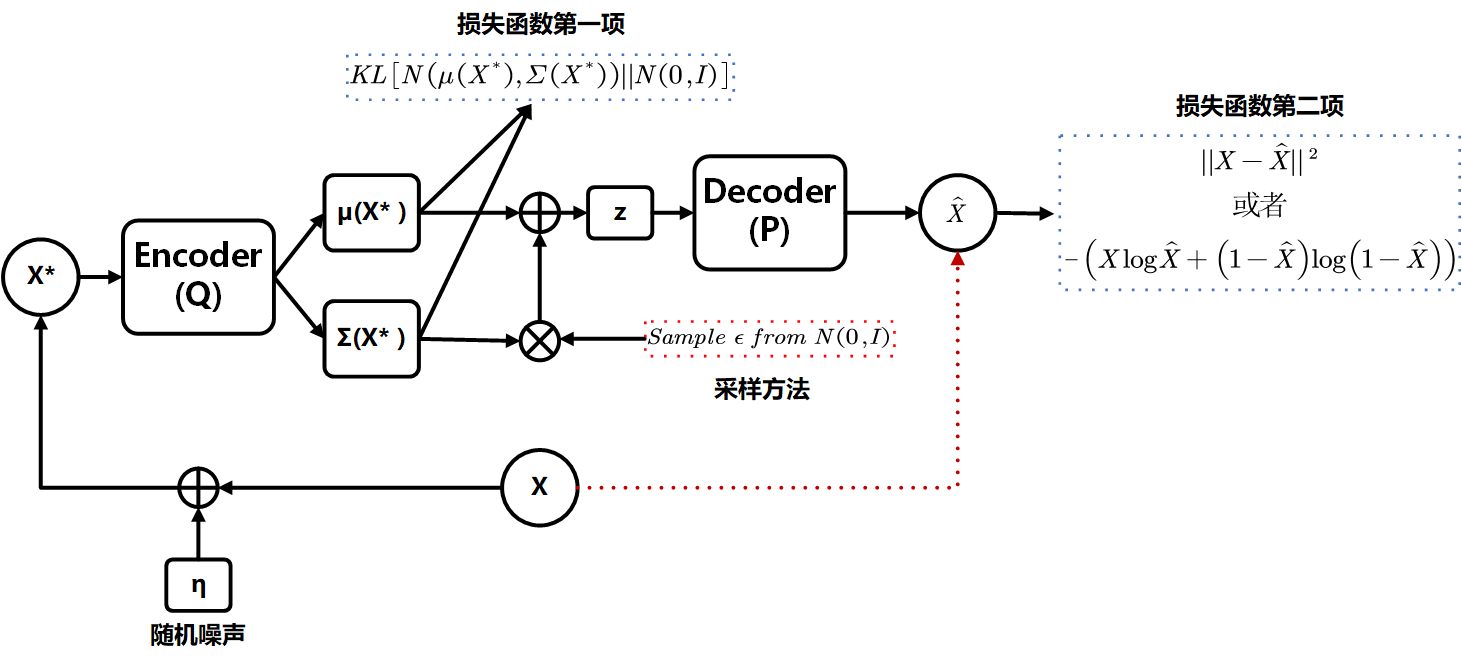 损失函数第一项
KL[N(μ(X*),Σ(X*))||N(0,I)]
损失函数第二项
||X − X̂||²
或者
-(X log X̂ + (1 − X̂) log(1 − X̂))
μ(X* )
z
Decoder
(P)
X̂
X*
Encoder
(Q)
Σ(X* )
Sample ϵ from N(0,I)
采样方法
X
η
随机噪声